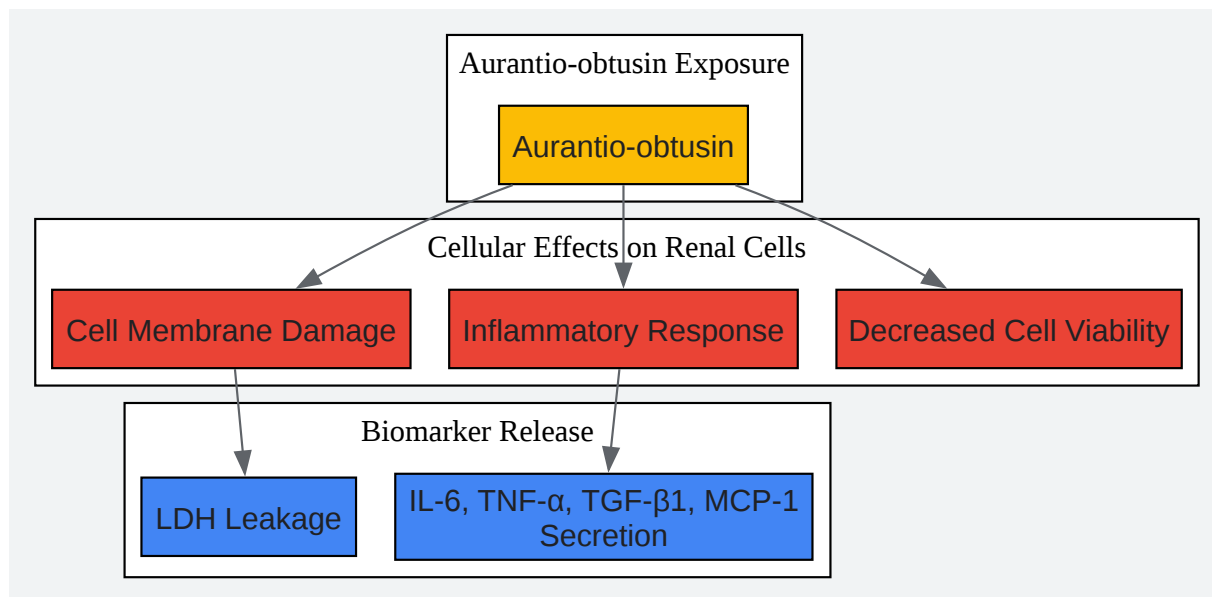 Aurantio-obtusin Exposure
Aurantio-obtusin
Cellular Effects on Renal Cells
Cell Membrane Damage
Inflammatory Response
Decreased Cell Viability
Biomarker Release
LDH Leakage
IL-6, TNF-α, TGF-β1, MCP-1
Secretion